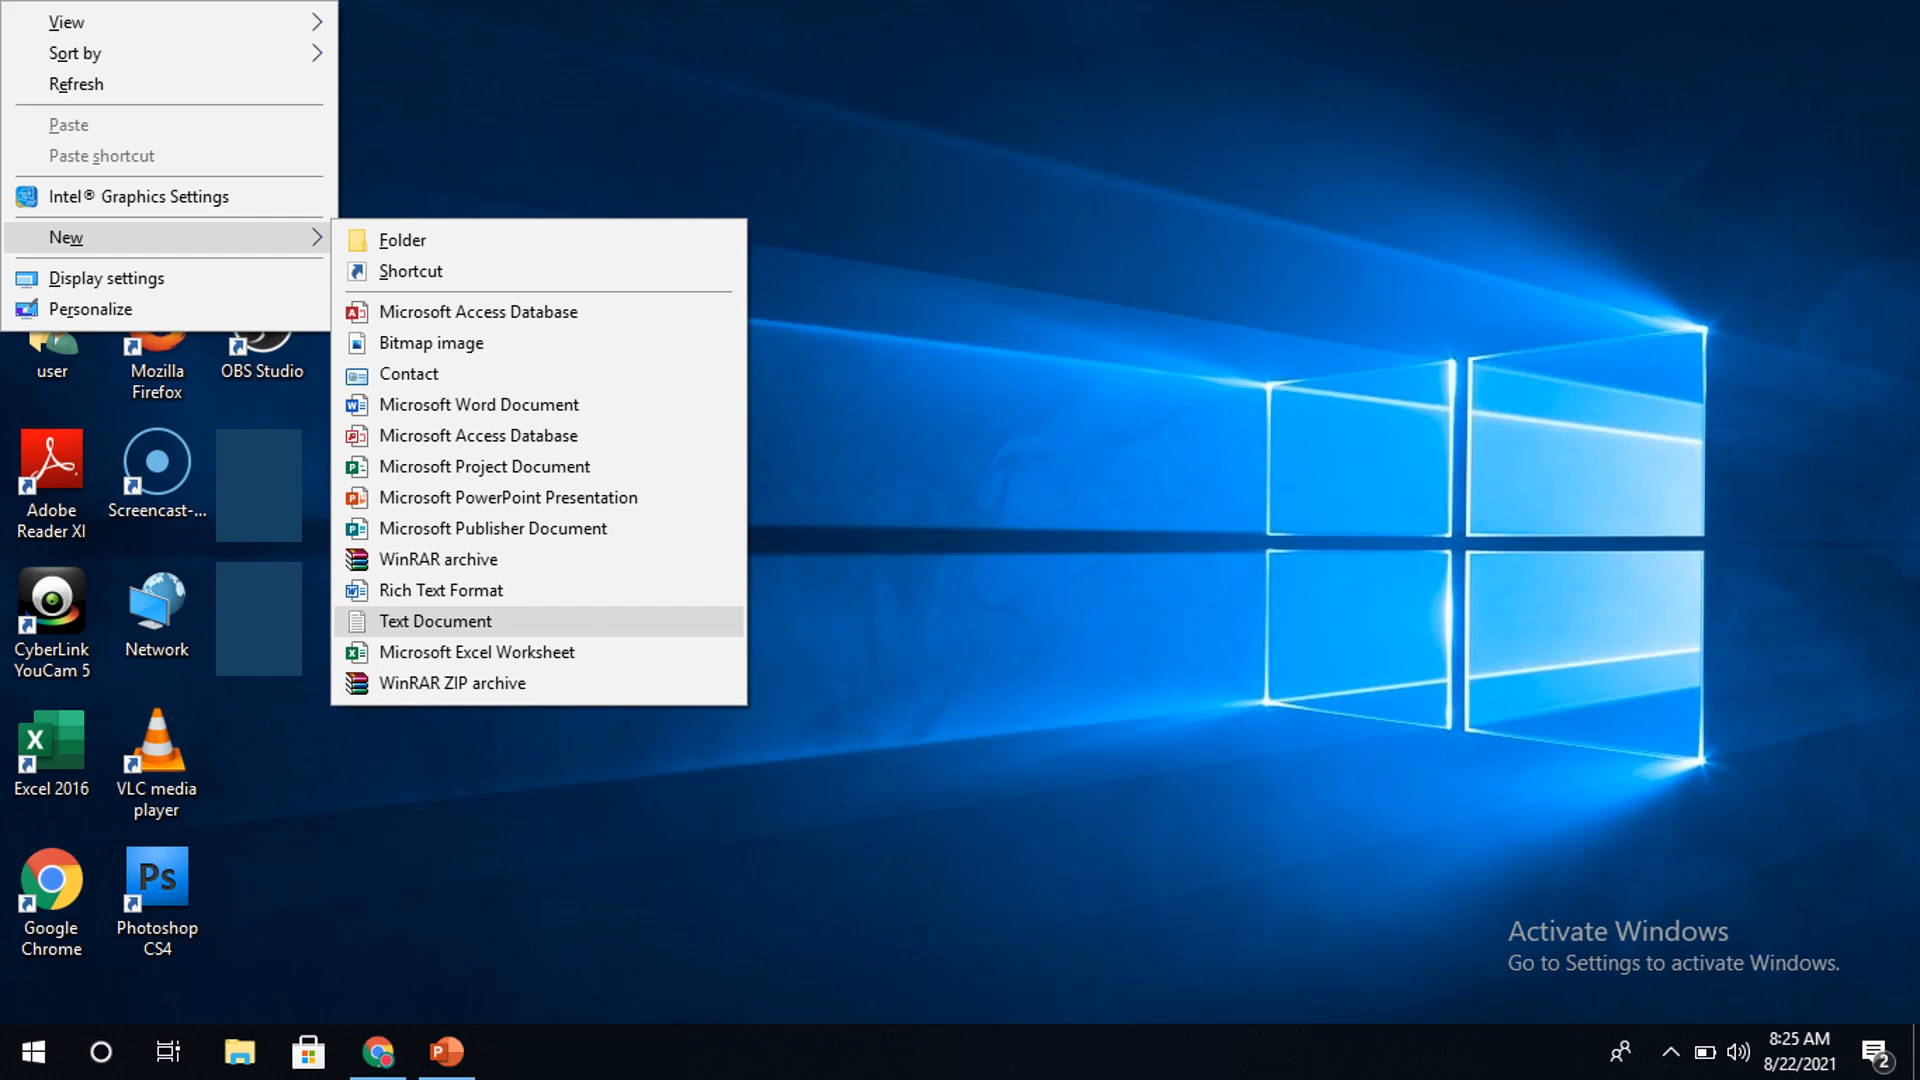 View
Sort by
Refresh
Paste
Paste shortcut
Intel® Graphics Settings
New
Display settings
Personalize
Folder
Shortcut
Microsoft Access Database
Bitmap image
Contact
Microsoft Word Document
Microsoft Access Database
Microsoft Project Document
Microsoft PowerPoint Presentation
Microsoft Publisher Document
WinRAR archive
Rich Text Format
Text Document
Microsoft Excel Worksheet
WinRAR ZIP archive
user
Mozilla
Firefox
OBS Studio
Adobe
Reader XI
Screencast-...
CyberLink
YouCam 5
Network
X
Excel 2016
VLC media
player
Google
Chrome
Ps
Photoshop
CS4
Activate Windows
Go to Settings to activate Windows.
P
8:25 AM
8/22/2021
2